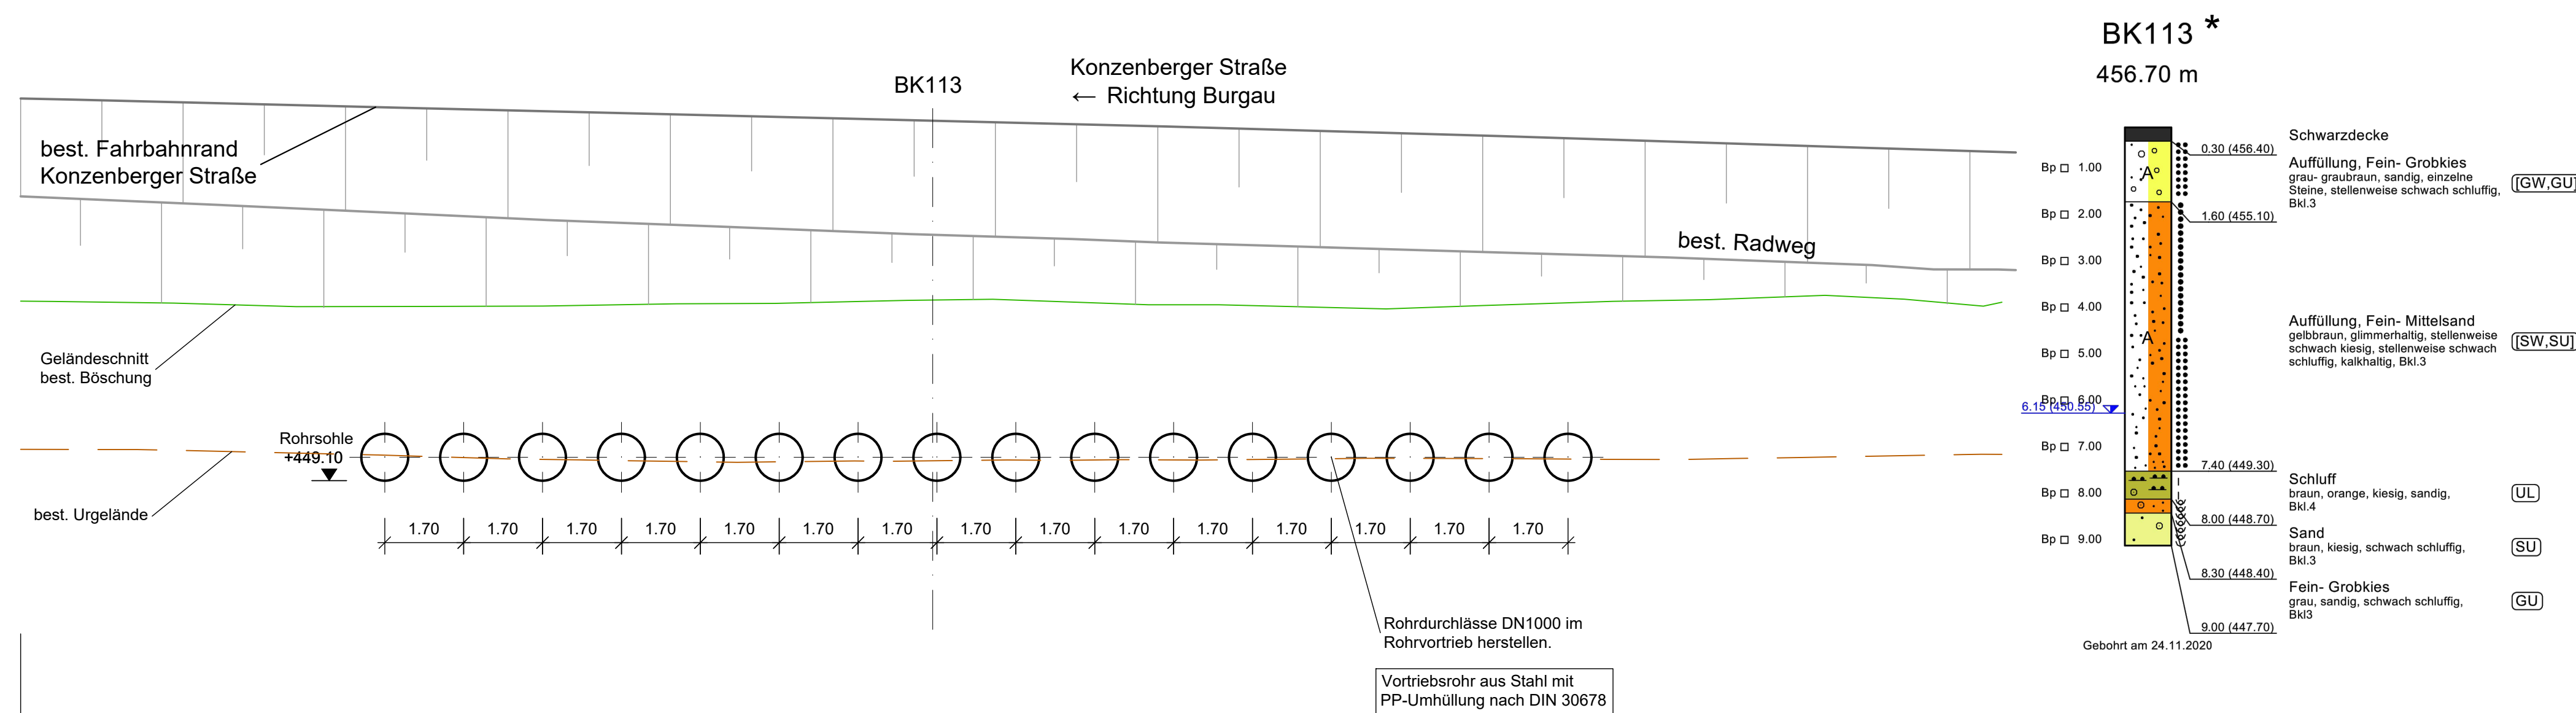 BK113
Konzenberger Straße
← Richtung Burgau
best. Fahrbahnrand
Konzenberger Straße
best. Radweg
Geländeschnitt
best. Böschung
Rohrsohle
+449.10
best. Urgelände
1.70 1.70 1.70 1.70 1.70 1.70 1.70 1.70 1.70 1.70 1.70 1.70 1.70 1.70 1.70
Rohrdurchlässe DN1000 im
Rohrvortrieb herstellen.
Vortriebsrohr aus Stahl mit
PP-Umhüllung nach DIN 30678
BK113 *
456.70 m
Bp 1.00
Bp 2.00
Bp 3.00
Bp 4.00
Bp 5.00
Bp 6.00
6.15 (450.55)
Bp 7.00
Bp 8.00
Bp 9.00
A
A
Schwarzdecke
0.30 (456.40)
Auffüllung, Fein- Grobkies
grau- graubraun, sandig, einzelne
Steine, stellenweise schwach schluffig,
Bkl.3
[GW,GU]
1.60 (455.10)
Auffüllung, Fein- Mittelsand
gelbbraun, glimmerhaltig, stellenweise
schwach kiesig, stellenweise schwach
schluffig, kalkhaltig, Bkl.3
[SW,SU]
7.40 (449.30)
Schluff
braun, orange, kiesig, sandig,
Bkl.4
UL
8.00 (448.70)
Sand
braun, kiesig, schwach schluffig,
Bkl.3
SU
8.30 (448.40)
Fein- Grobkies
grau, sandig, schwach schluffig,
Bkl3
GU
9.00 (447.70)
Gebohrt am 24.11.2020